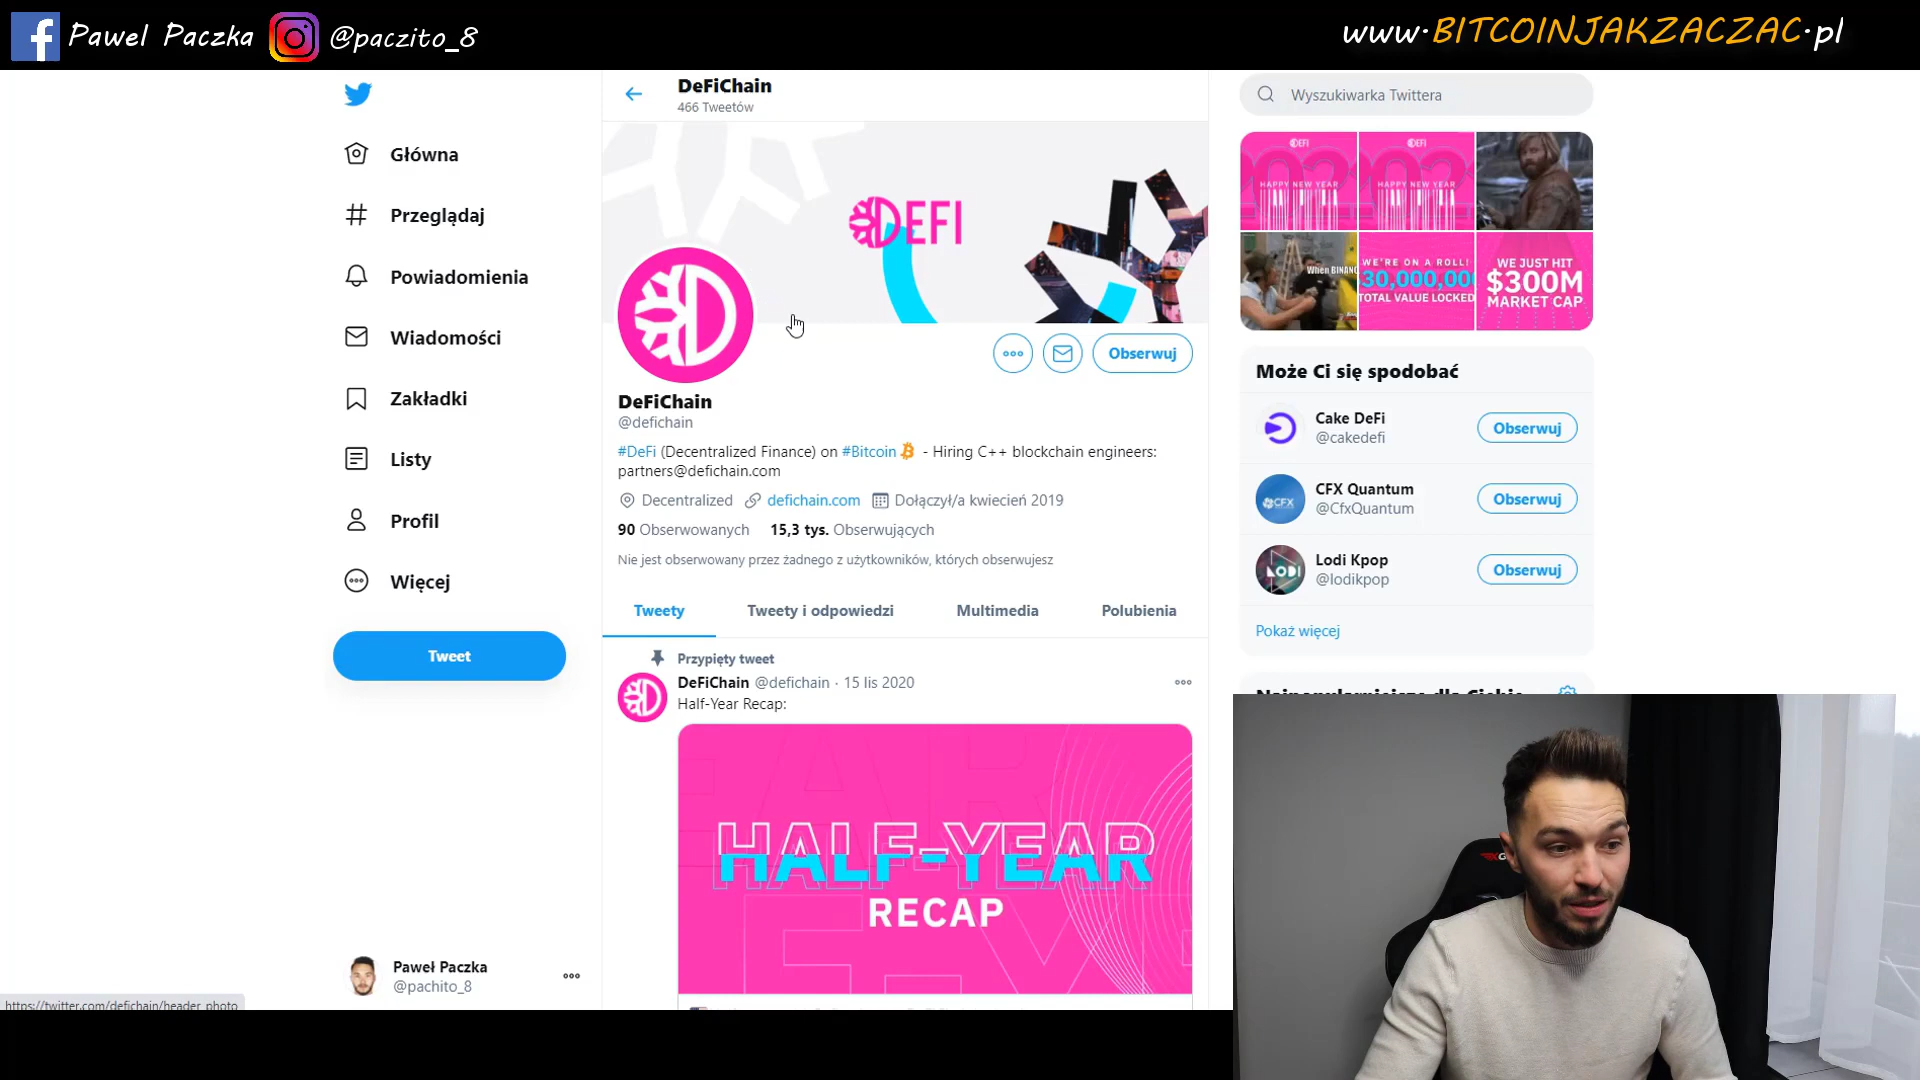 Pawel Paczka
@paczito_8
www.BITCOINJAKZACZAC.pl
Główna
Przeglądaj
Powiadomienia
Wiadomości
Zakładki
Listy
Profil
Więcej
Tweet
Paweł Paczka
@pachito_8
https://twitter.com/defichain/header_photo
DeFiChain
466 Tweetów
DEFI
Obserwuj
DeFiChain
@defichain
#DeFi (Decentralized Finance) on #Bitcoin - Hiring C++ blockchain engineers:
partners@defichain.com
Decentralized defichain.com Dołączył/a kwiecień 2019
90 Obserwowanych 15,3 tys. Obserwujących
Nie jest obserwowany przez żadnego z użytkowników, których obserwujesz
Tweety Tweety i odpowiedzi Multimedia Polubienia
Przypięty tweet
DeFiChain @defichain · 15 lis 2020
Half-Year Recap:
HALF-YEAR
RECAP
Wyszukiwarka Twittera
DEFI
HAPPY NEW YEAR
DEFI
HAPPY NEW YEAR
When BINANC
WE'RE ON A ROLL!
30,000,00
TOTAL VALUE LOCKED
WE JUST HIT
$300M
MARKET CAP
Może Ci się spodobać
Cake DeFi
@cakedefi
Obserwuj
CFX
CFX Quantum
@CfxQuantum
Obserwuj
LODI
Lodi Kpop
@lodikpop
Obserwuj
Pokaż więcej